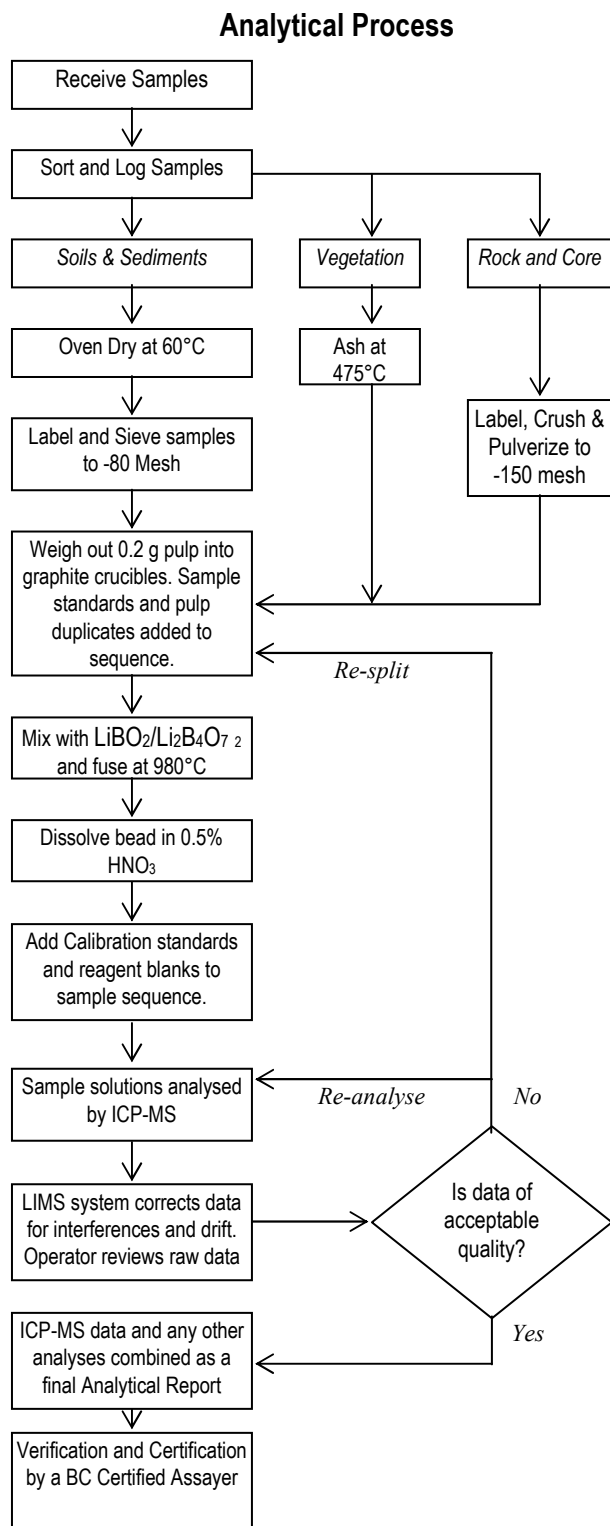 Analytical Process
Receive Samples
Sort and Log Samples
Soils & Sediments
Vegetation
Rock and Core
Oven Dry at 60°C
Ash at
475°C
Label and Sieve samples
to -80 Mesh
Label, Crush &
Pulverize to
-150 mesh
Weigh out 0.2 g pulp into
graphite crucibles. Sample
standards and pulp
duplicates added to
sequence.
Re-split
Mix with LiBO2/Li2B4O7 2
and fuse at 980°C
Dissolve bead in 0.5%
HNO3
Add Calibration standards
and reagent blanks to
sample sequence.
Sample solutions analysed
by ICP-MS
Re-analyse
No
LIMS system corrects data
for interferences and drift.
Operator reviews raw data
Is data of
acceptable
quality?
Yes
ICP-MS data and any other
analyses combined as a
final Analytical Report
Verification and Certification
by a BC Certified Assayer